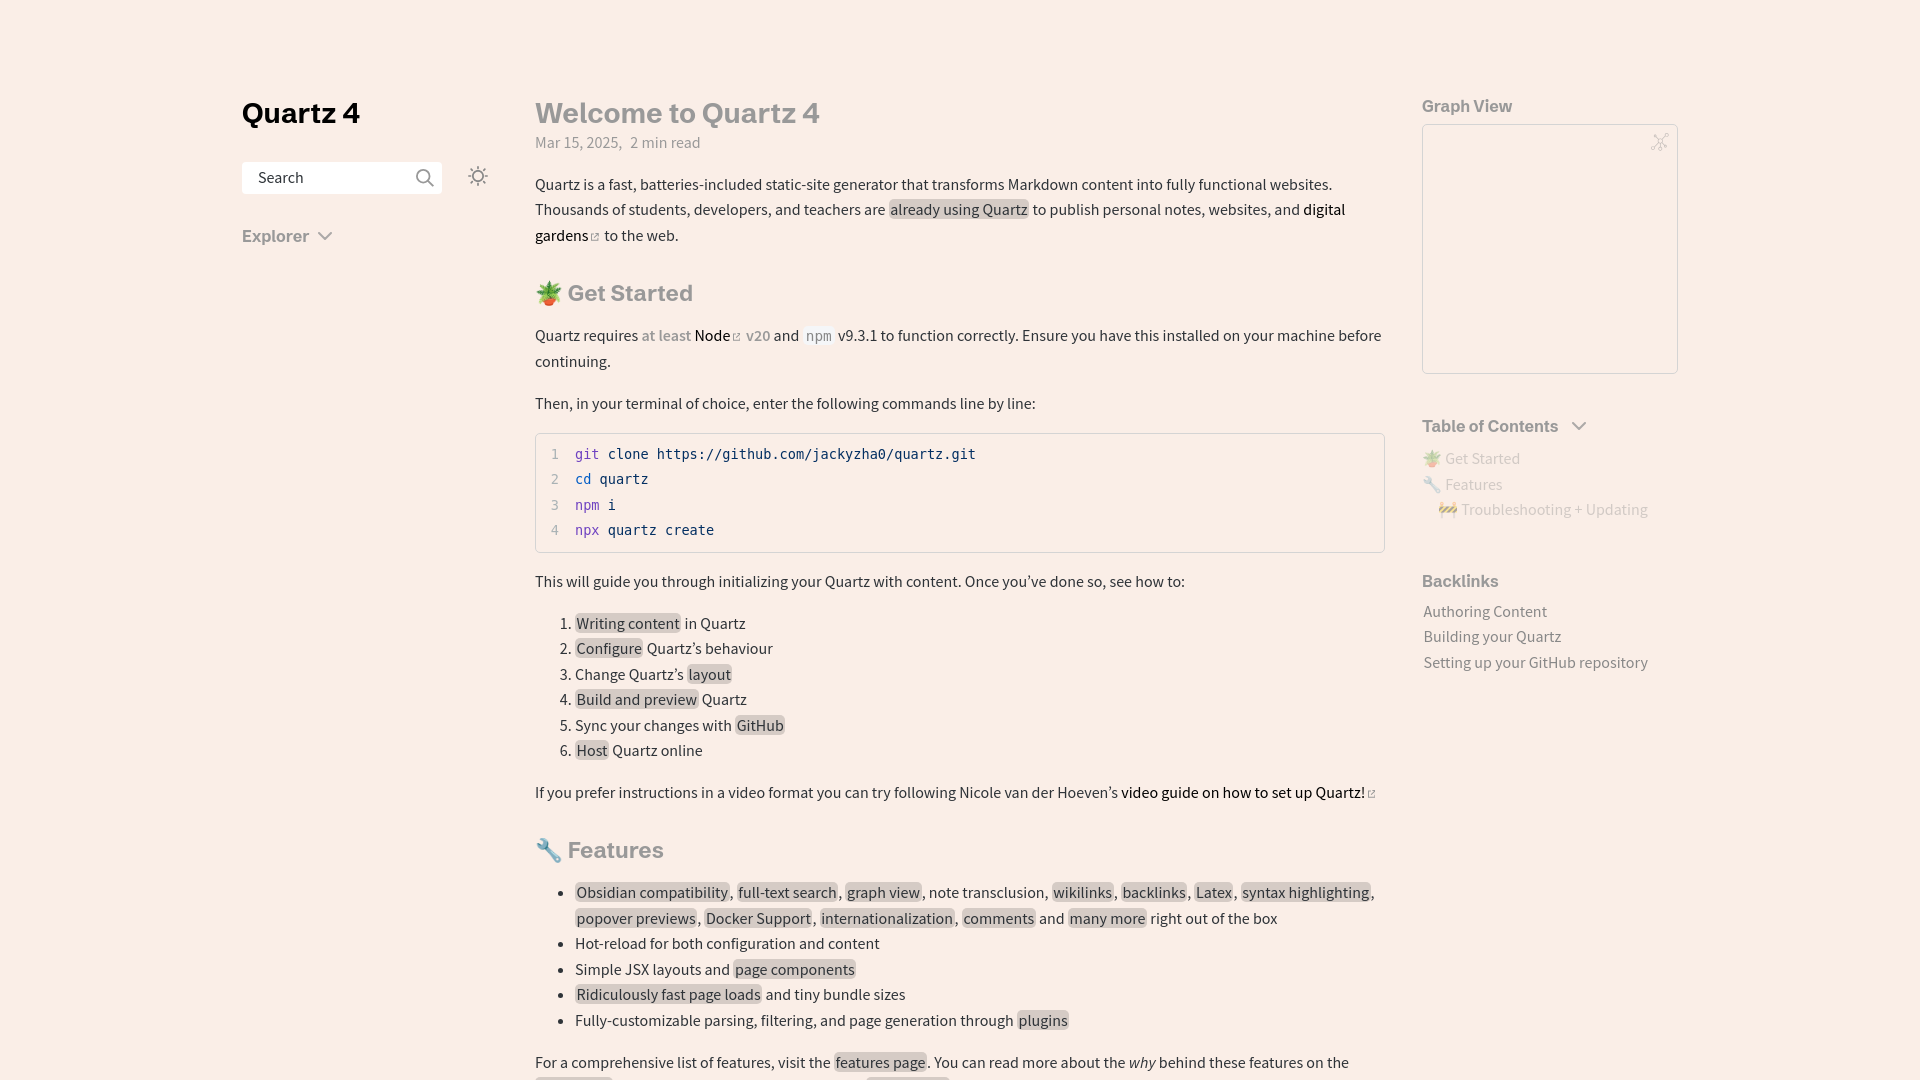 Quartz 4
Search
Explorer
Welcome to Quartz 4
Mar 15, 2025, 2 min read
Quartz is a fast, batteries-included static-site generator that transforms Markdown content into fully functional websites.
Thousands of students, developers, and teachers are already using Quartz to publish personal notes, websites, and digital
gardens to the web.
🪴 Get Started
Quartz requires at least Node v20 and npm v9.3.1 to function correctly. Ensure you have this installed on your machine before
continuing.
Then, in your terminal of choice, enter the following commands line by line:
1 git clone https://github.com/jackyzha0/quartz.git
2 cd quartz
3 npm i
4 npx quartz create
This will guide you through initializing your Quartz with content. Once you’ve done so, see how to:
1. Writing content in Quartz
2. Configure Quartz’s behaviour
3. Change Quartz’s layout
4. Build and preview Quartz
5. Sync your changes with GitHub
6. Host Quartz online
If you prefer instructions in a video format you can try following Nicole van der Hoeven’s video guide on how to set up Quartz!
🔧 Features
• Obsidian compatibility, full-text search, graph view, note transclusion, wikilinks, backlinks, Latex, syntax highlighting,
popover previews, Docker Support, internationalization, comments and many more right out of the box
• Hot-reload for both configuration and content
• Simple JSX layouts and page components
• Ridiculously fast page loads and tiny bundle sizes
• Fully-customizable parsing, filtering, and page generation through plugins
For a comprehensive list of features, visit the features page. You can read more about the why behind these features on the
Graph View
Table of Contents
🪴 Get Started
🔧 Features
🚧 Troubleshooting + Updating
Backlinks
Authoring Content
Building your Quartz
Setting up your GitHub repository